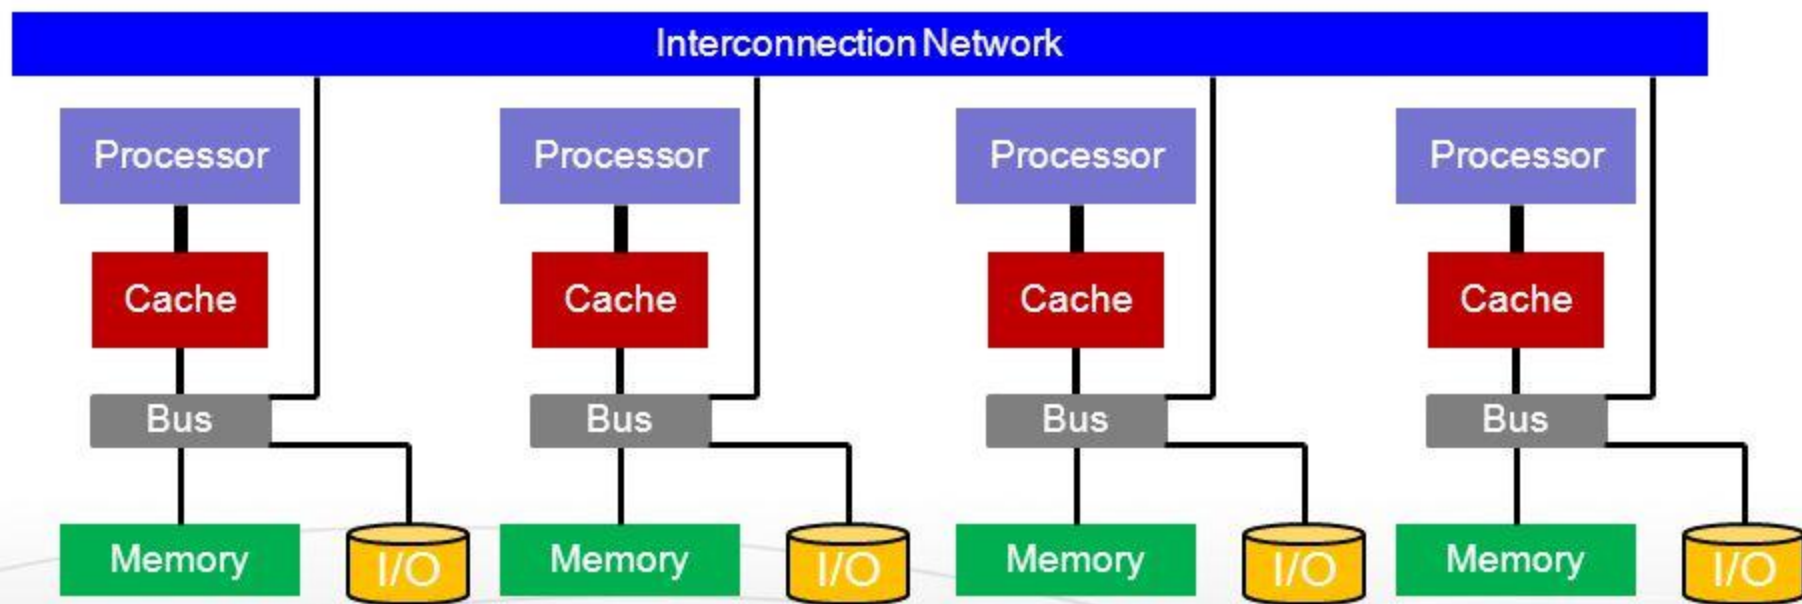 Interconnection Network
Processor Processor Processor Processor
Cache Cache Cache Cache
Bus Bus Bus Bus
Memory I/O Memory I/O Memory I/O Memory I/O